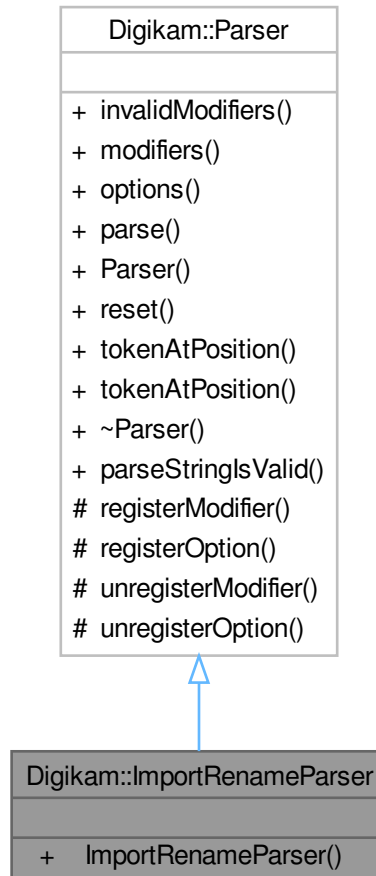 Digikam::Parser
+ invalidModifiers()
+ modifiers()
+ options()
+ parse()
+ Parser()
+ reset()
+ tokenAtPosition()
+ tokenAtPosition()
+ ~Parser()
+ parseStringIsValid()
# registerModifier()
# registerOption()
# unregisterModifier()
# unregisterOption()
Digikam::ImportRenameParser
+ ImportRenameParser()